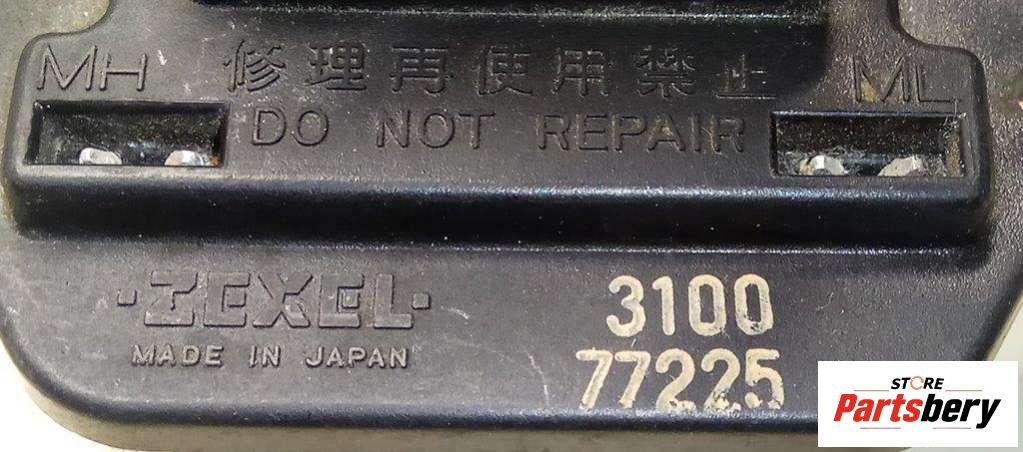 MH 修理再使用禁止 ML
DO NOT REPAIR
·ZEXEL·
MADE IN JAPAN
3100
77225
STORE
Partsbery